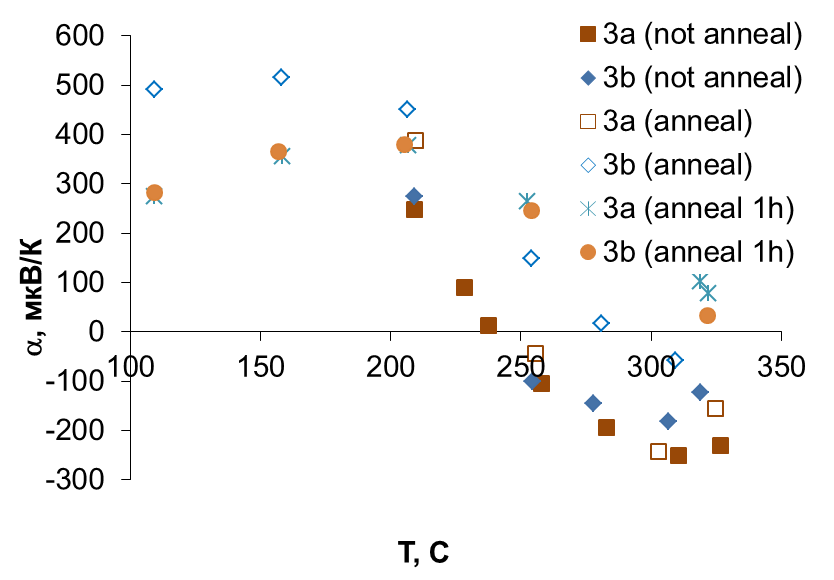 600
500
400
300
200
100
0
-100
-200
-300
100
150
200
250
300
350
α, мкВ/К
T, C
3a (not anneal)
3b (not anneal)
3a (anneal)
3b (anneal)
3a (anneal 1h)
3b (anneal 1h)